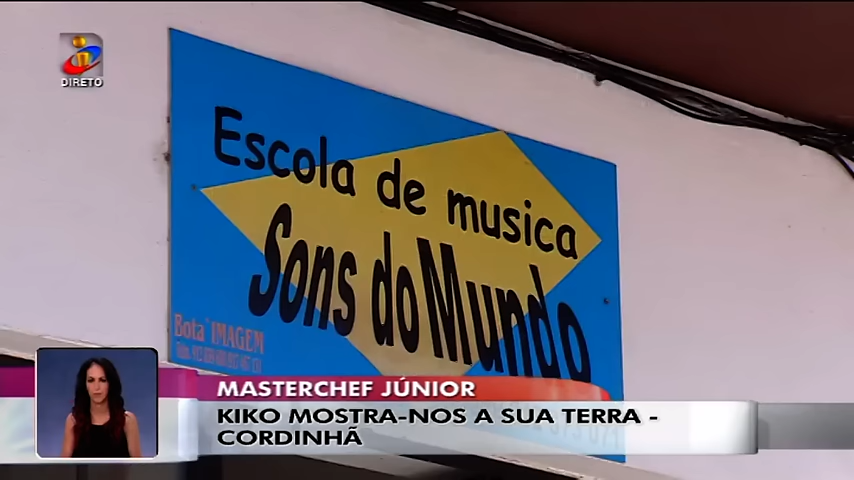 DIRETO
Escola de musica
Sons do Mundo
Bota IMAGEM
MASTERCHEF JÚNIOR
KIKO MOSTRA-NOS A SUA TERRA -
CORDINHÃ